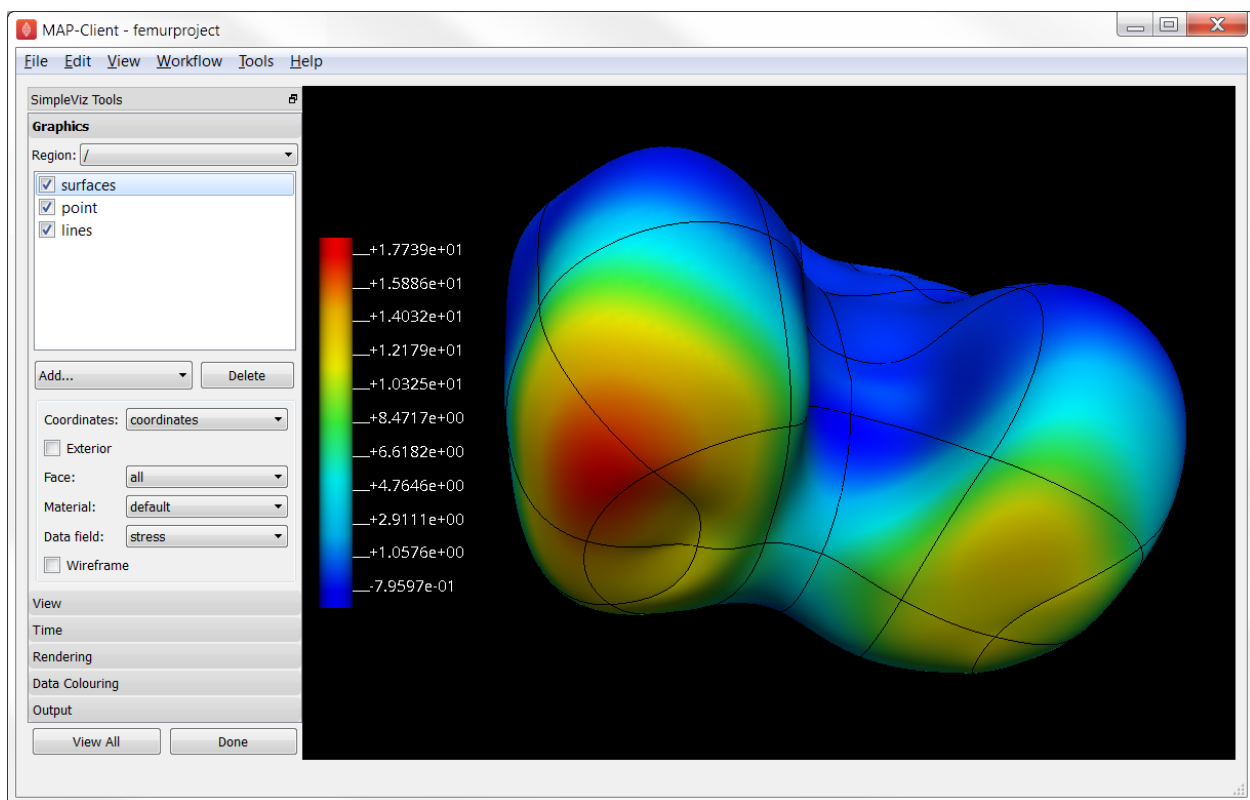 MAP-Client - femurproject
File Edit View Workflow Tools Help
SimpleViz Tools
Graphics
Region: /
surfaces
point
lines
Add... Delete
Coordinates: coordinates
Exterior
Face: all
Material: default
Data field: stress
Wireframe
View
Time
Rendering
Data Colouring
Output
View All Done
+1.7739e+01
+1.5886e+01
+1.4032e+01
+1.2179e+01
+1.0325e+01
+8.4717e+00
+6.6182e+00
+4.7646e+00
+2.9111e+00
+1.0576e+00
-7.9597e-01